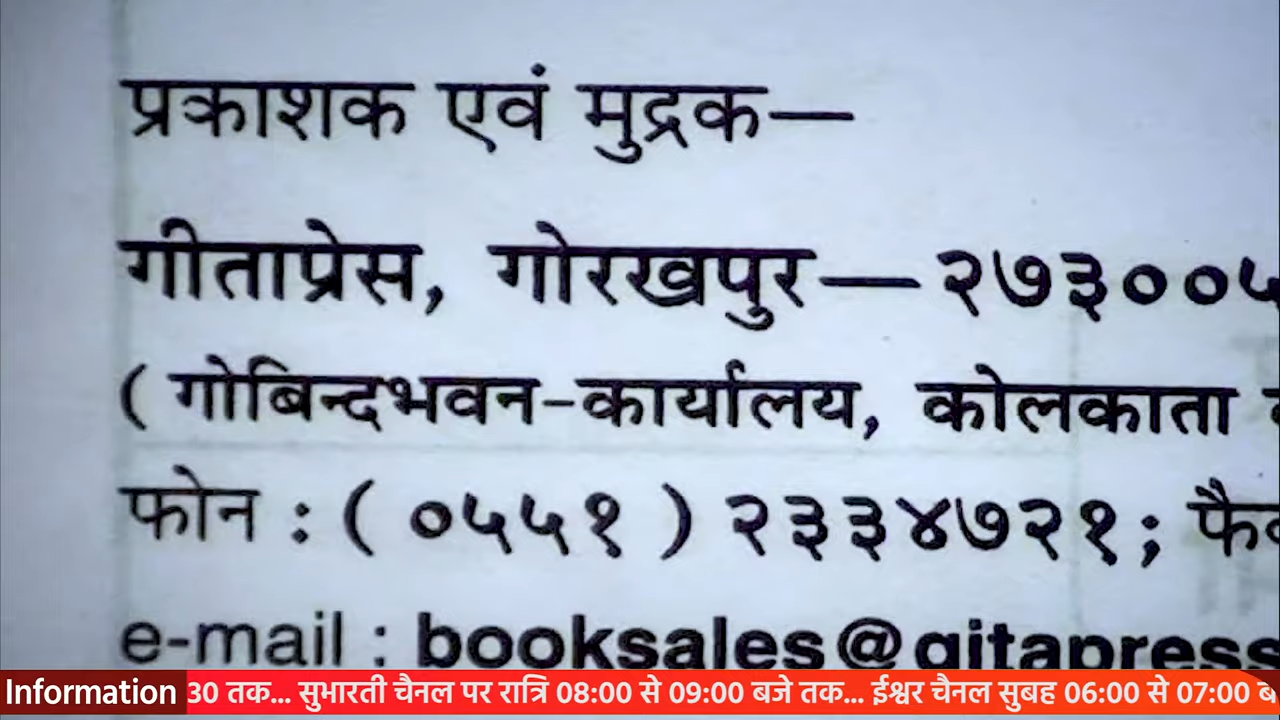 प्रकाशक एवं मुद्रक—
गीताप्रेस, गोरखपुर—२७३००५
( गोबिन्दभवन-कार्यालय, कोलकाता
फोन : ( ०५५१ ) २३३४७२१;
e-mail : booksales@gitapress
Information 30 तक... सुभारती चैनल पर रात्रि 08:00 से 09:00 बजे तक... ईश्वर चैनल सुबह 06:00 से 07:00